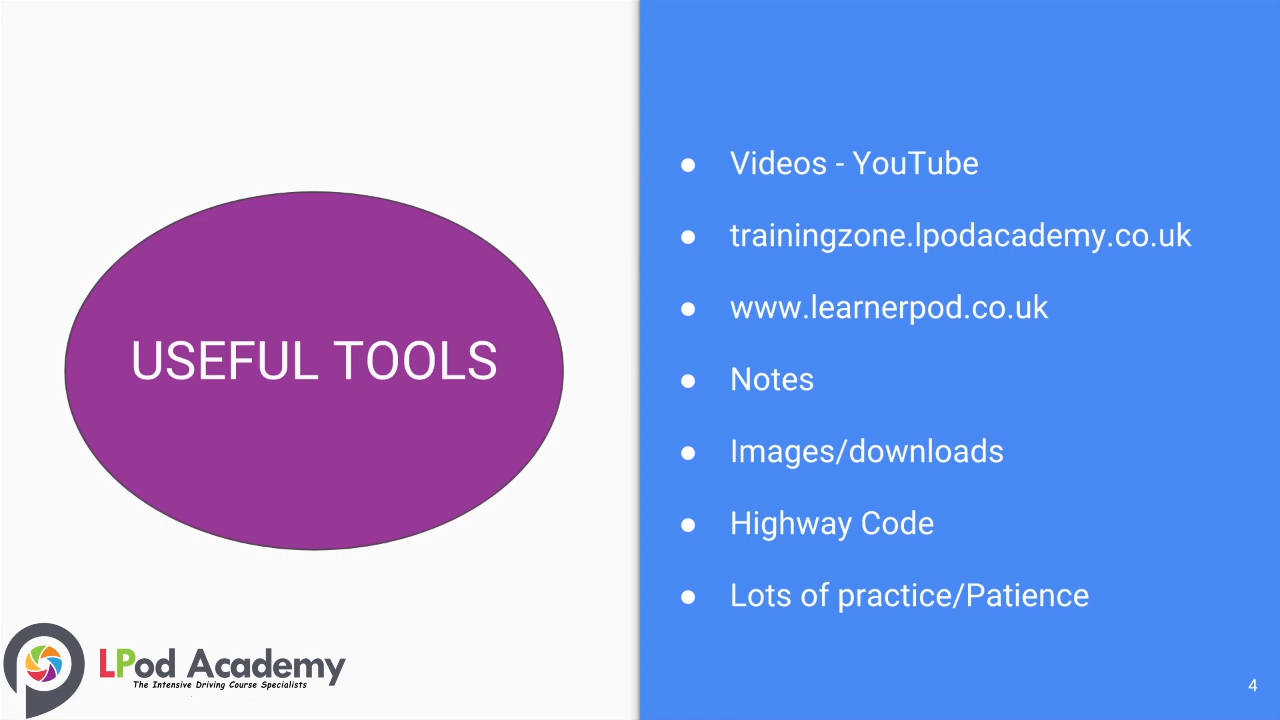 USEFUL TOOLS
● Videos - YouTube
● trainingzone.lpodacademy.co.uk
● www.learnerpod.co.uk
● Notes
● Images/downloads
● Highway Code
● Lots of practice/Patience
LPod Academy
The Intensive Driving Course Specialists
4